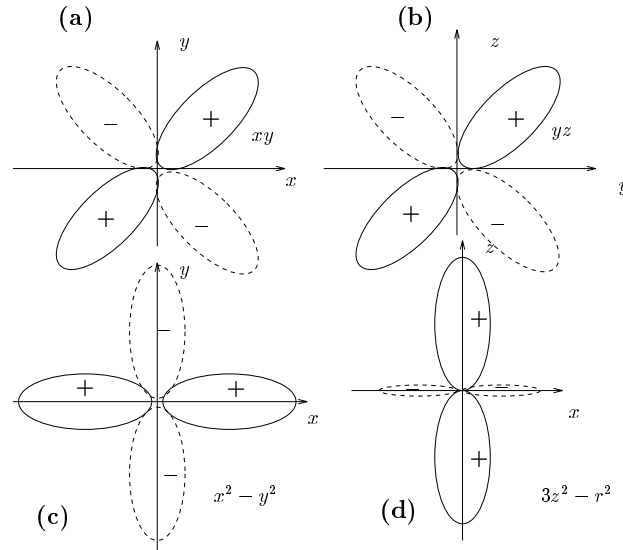 (a)
y
+
−
xy
x
+
−
(b)
z
+
−
yz
y
+
−
y
−
+
+
x
−
x² − y²
(c)
z
+
−
−
x
+
3z² − r²
(d)